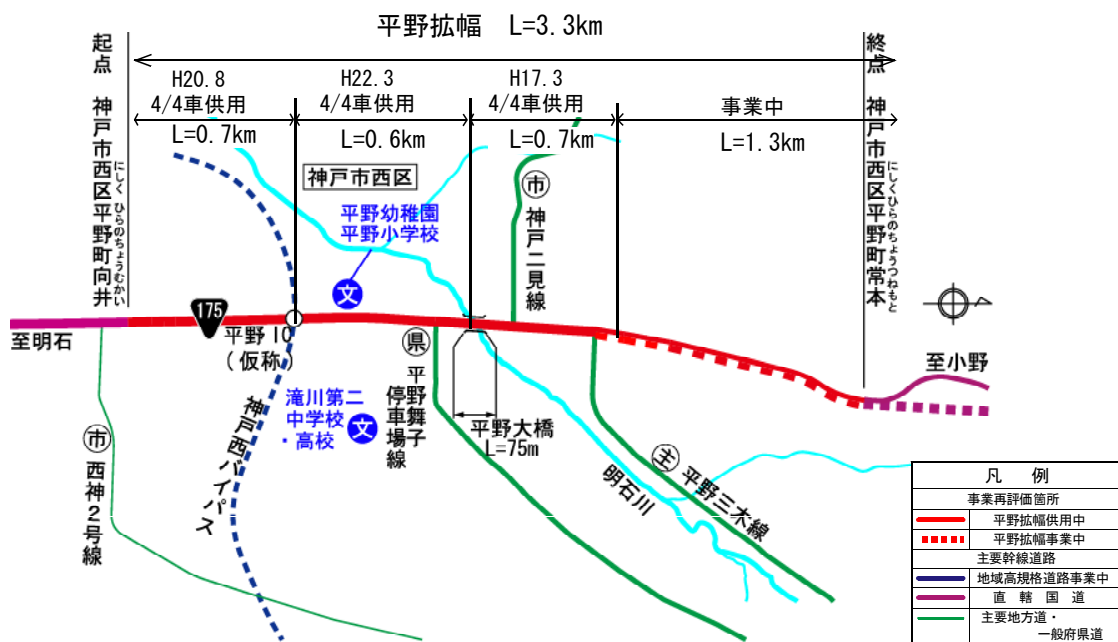 平野拡幅 L=3.3km
起点 神戸市西区平野町向井
にしくひらのちょうむかい
終点 神戸市西区平野町常本
にしくひらのちょうつねもと
H20.8
4/4車供用
L=0.7km
H22.3
4/4車供用
L=0.6km
H17.3
4/4車供用
L=0.7km
事業中
L=1.3km
神戸市西区
平野幼稚園
平野小学校
文
市
神戸二見線
175
至明石
平野IC
(仮称)
県
平野舞子
停車場線
至小野
滝川第二
中学校
・高校
文
平野大橋
L=75m
市
西神2号線
神戸西バイパス
明石川
主
平野三木線
凡 例
事業再評価箇所
平野拡幅供用中
平野拡幅事業中
主要幹線道路
地域高規格道路事業中
直轄国道
主要地方道・
一般府県道